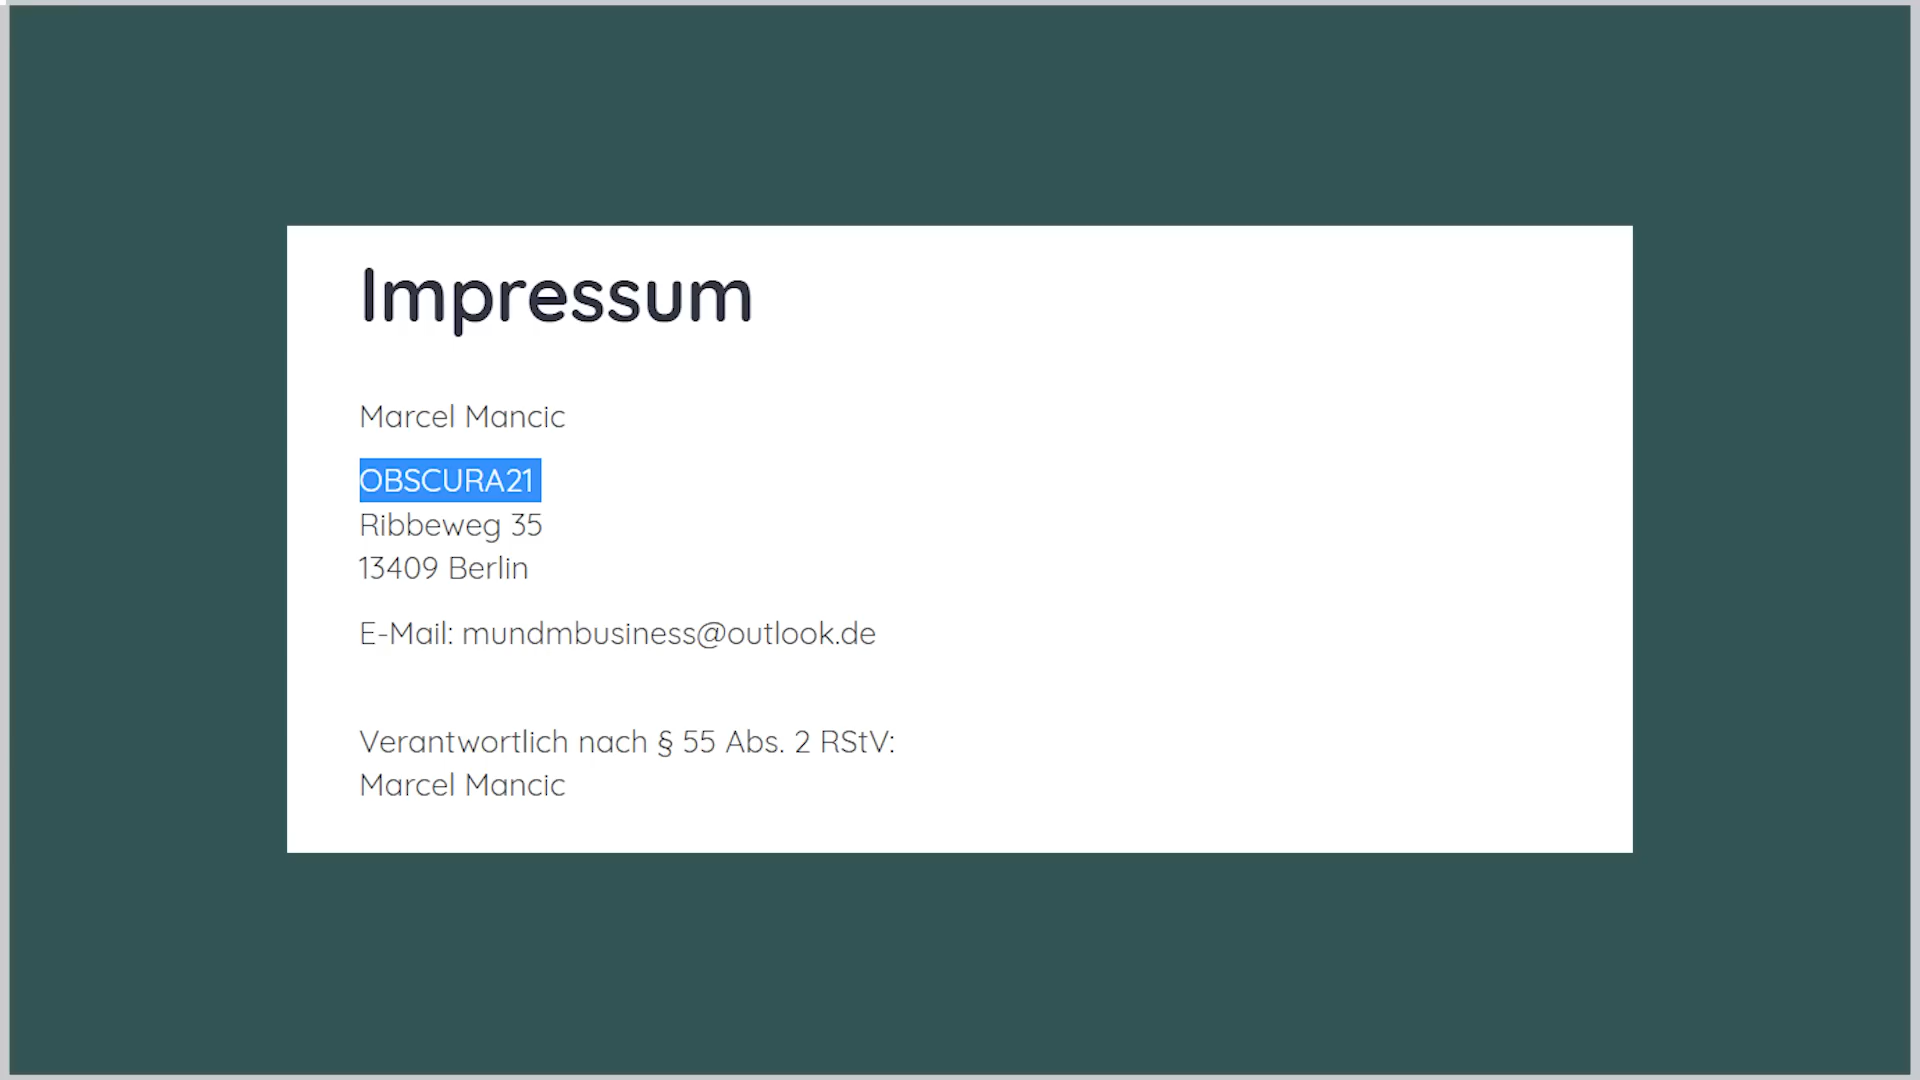 Impressum
Marcel Mancic
OBSCURA21
Ribbeweg 35
13409 Berlin
E-Mail: mundmbusiness@outlook.de
Verantwortlich nach § 55 Abs. 2 RStV:
Marcel Mancic